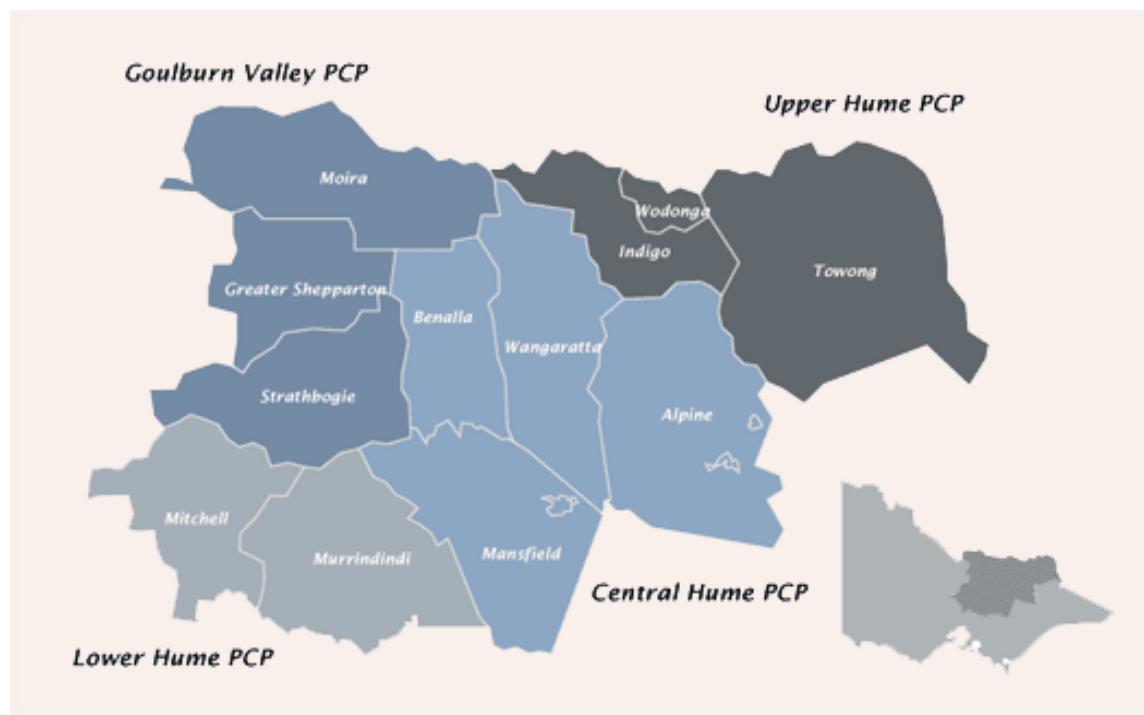 Goulburn Valley PCP
Upper Hume PCP
Moira
Wodonga
Indigo
Towong
Greater Shepparton
Benalla
Wangaratta
Strathbogie
Alpine
Mitchell
Murrindindi
Mansfield
Central Hume PCP
Lower Hume PCP